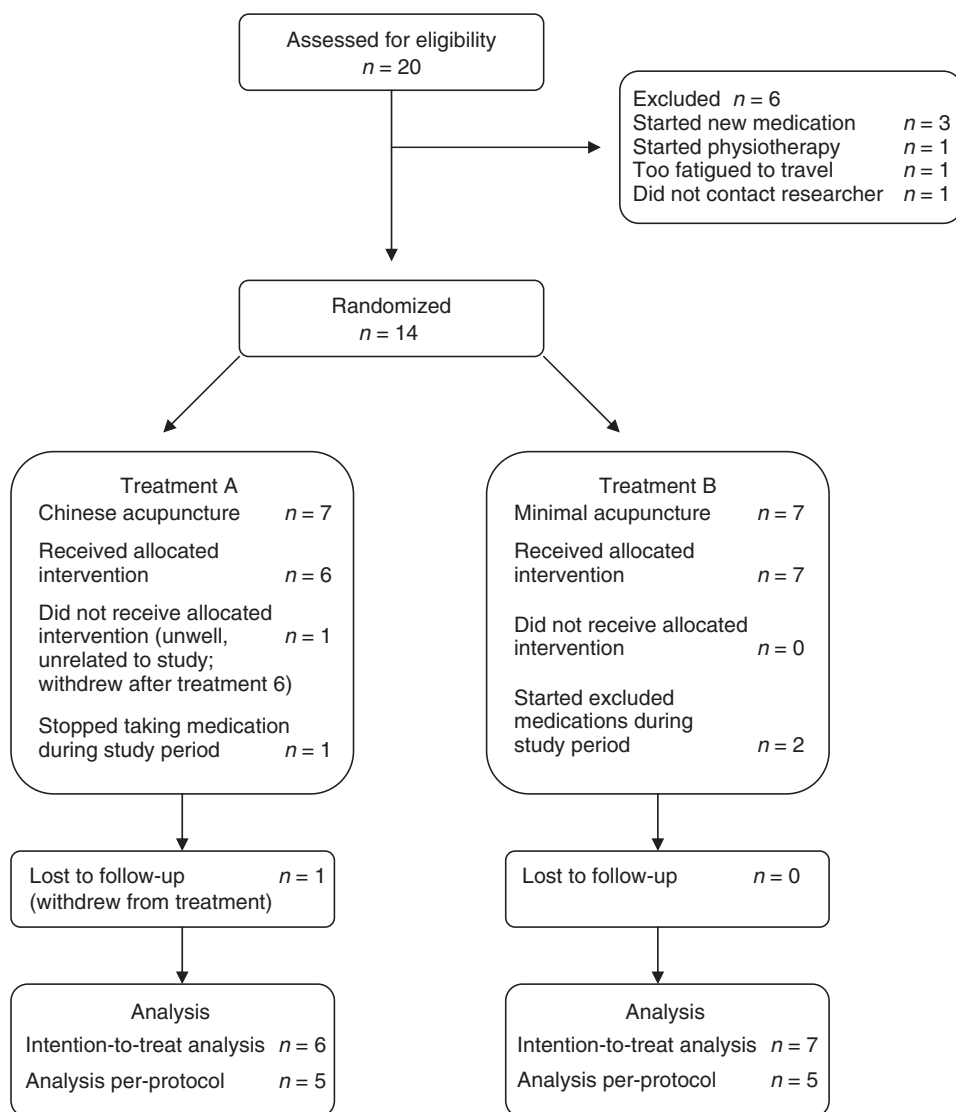 Assessed for eligibility
n = 20
Excluded n = 6
Started new medication n = 3
Started physiotherapy n = 1
Too fatigued to travel n = 1
Did not contact researcher n = 1
Randomized
n = 14
Treatment A
Chinese acupuncture n = 7
Received allocated
intervention n = 6
Did not receive allocated
intervention (unwell, n = 1
unrelated to study;
withdrew after treatment 6)
Stopped taking medication
during study period n = 1
Treatment B
Minimal acupuncture n = 7
Received allocated
intervention n = 7
Did not receive allocated
intervention n = 0
Started excluded
medications during
study period n = 2
Lost to follow-up n = 1
(withdrew from treatment)
Lost to follow-up n = 0
Analysis
Intention-to-treat analysis n = 6
Analysis per-protocol n = 5
Analysis
Intention-to-treat analysis n = 7
Analysis per-protocol n = 5